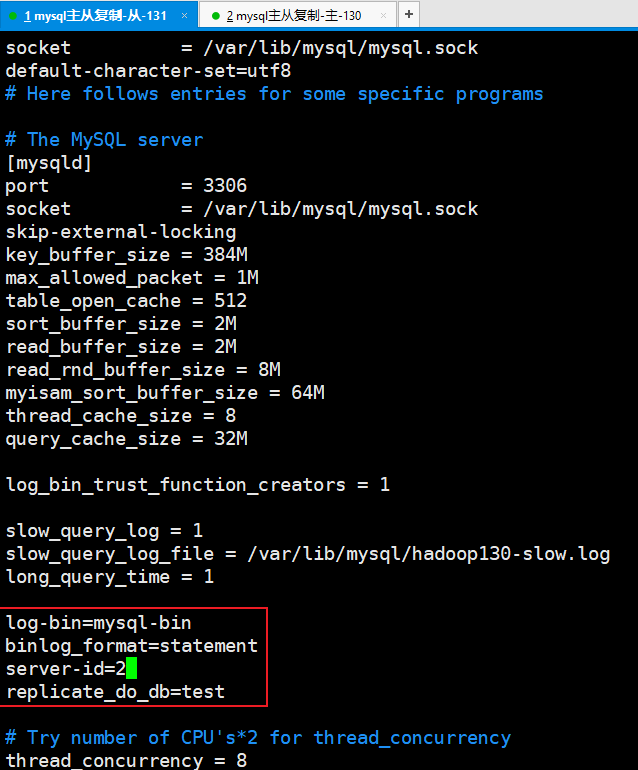 1 mysql主从复制-从-131 × 2 mysql主从复制-主-130 × +
socket          = /var/lib/mysql/mysql.sock
default-character-set=utf8
# Here follows entries for some specific programs
# The MySQL server
[mysqld]
port            = 3306
socket          = /var/lib/mysql/mysql.sock
skip-external-locking
key_buffer_size = 384M
max_allowed_packet = 1M
table_open_cache = 512
sort_buffer_size = 2M
read_buffer_size = 2M
read_rnd_buffer_size = 8M
myisam_sort_buffer_size = 64M
thread_cache_size = 8
query_cache_size = 32M
log_bin_trust_function_creators = 1
slow_query_log = 1
slow_query_log_file = /var/lib/mysql/hadoop130-slow.log
long_query_time = 1
log-bin=mysql-bin
binlog_format=statement
server-id=2
replicate_do_db=test
# Try number of CPU's*2 for thread_concurrency
thread_concurrency = 8